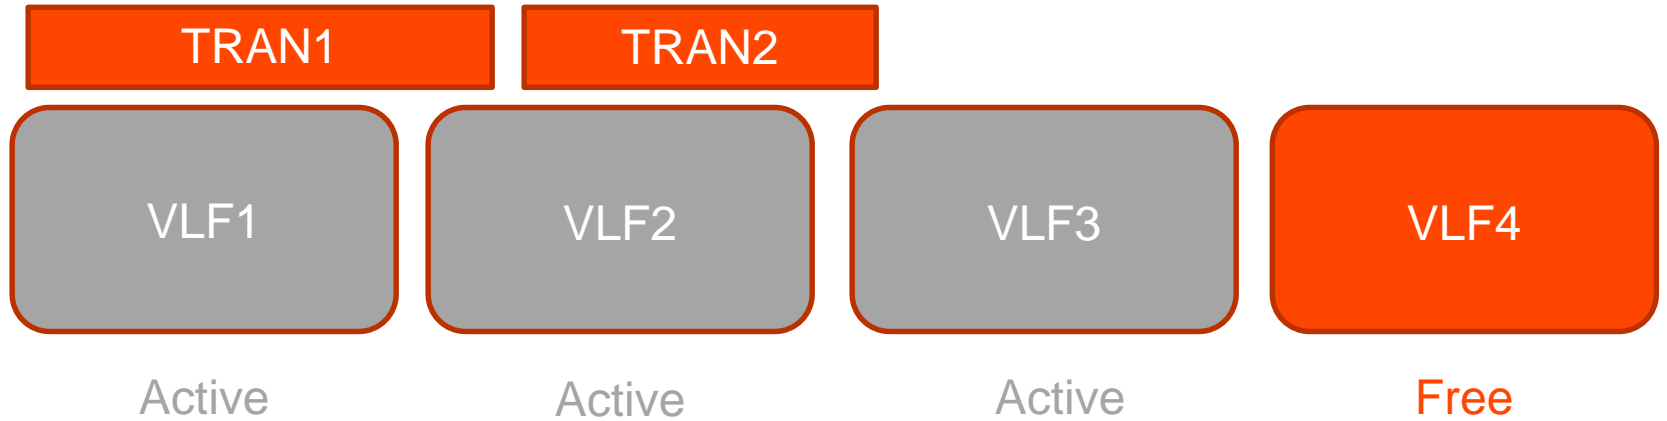 TRAN1 TRAN2
VLF1 VLF2 VLF3 VLF4
Active Active Active Free